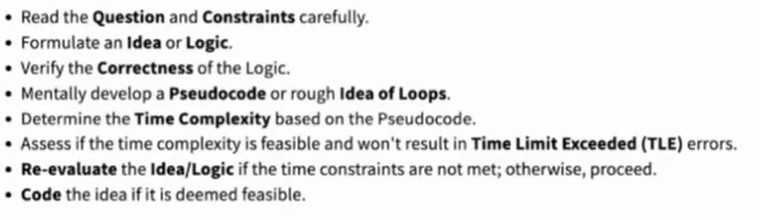 • Read the Question and Constraints carefully.
• Formulate an Idea or Logic.
• Verify the Correctness of the Logic.
• Mentally develop a Pseudocode or rough Idea of Loops.
• Determine the Time Complexity based on the Pseudocode.
• Assess if the time complexity is feasible and won't result in Time Limit Exceeded (TLE) errors.
• Re-evaluate the Idea/Logic if the time constraints are not met; otherwise, proceed.
• Code the idea if it is deemed feasible.